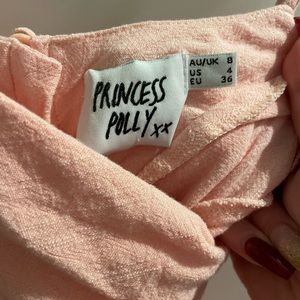 PRINCESS
POLLY xx
AU/UK 8
US 4
EU 36